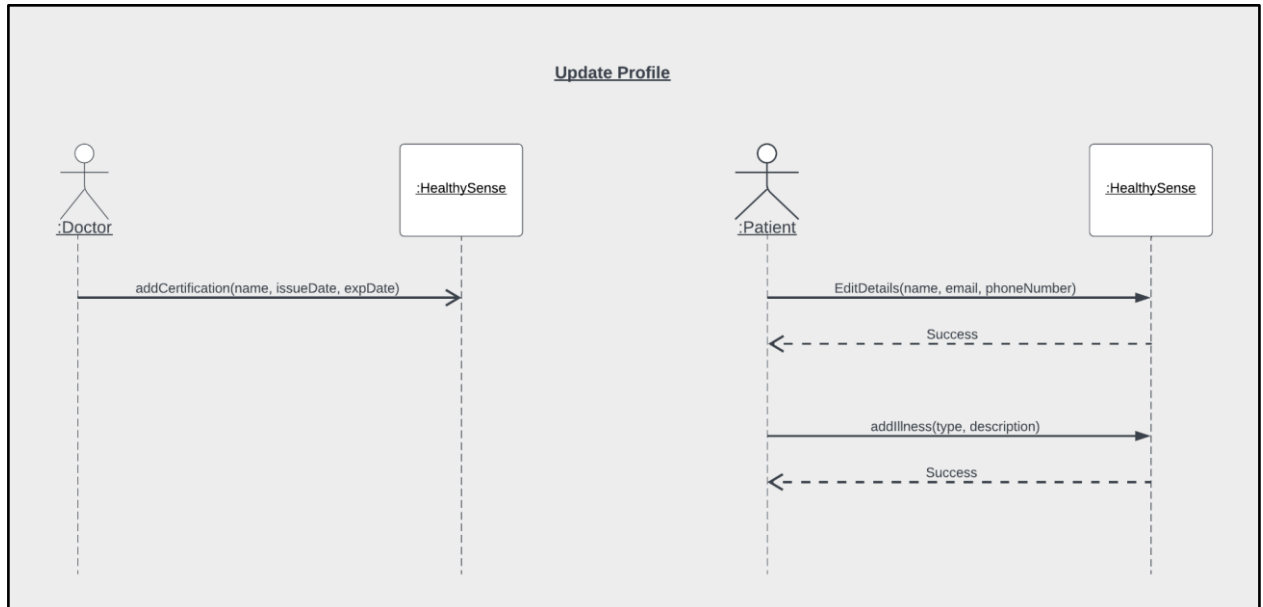 Update Profile
:Doctor
:HealthySense
addCertification(name, issueDate, expDate)
:Patient
:HealthySense
EditDetails(name, email, phoneNumber)
Success
addIllness(type, description)
Success